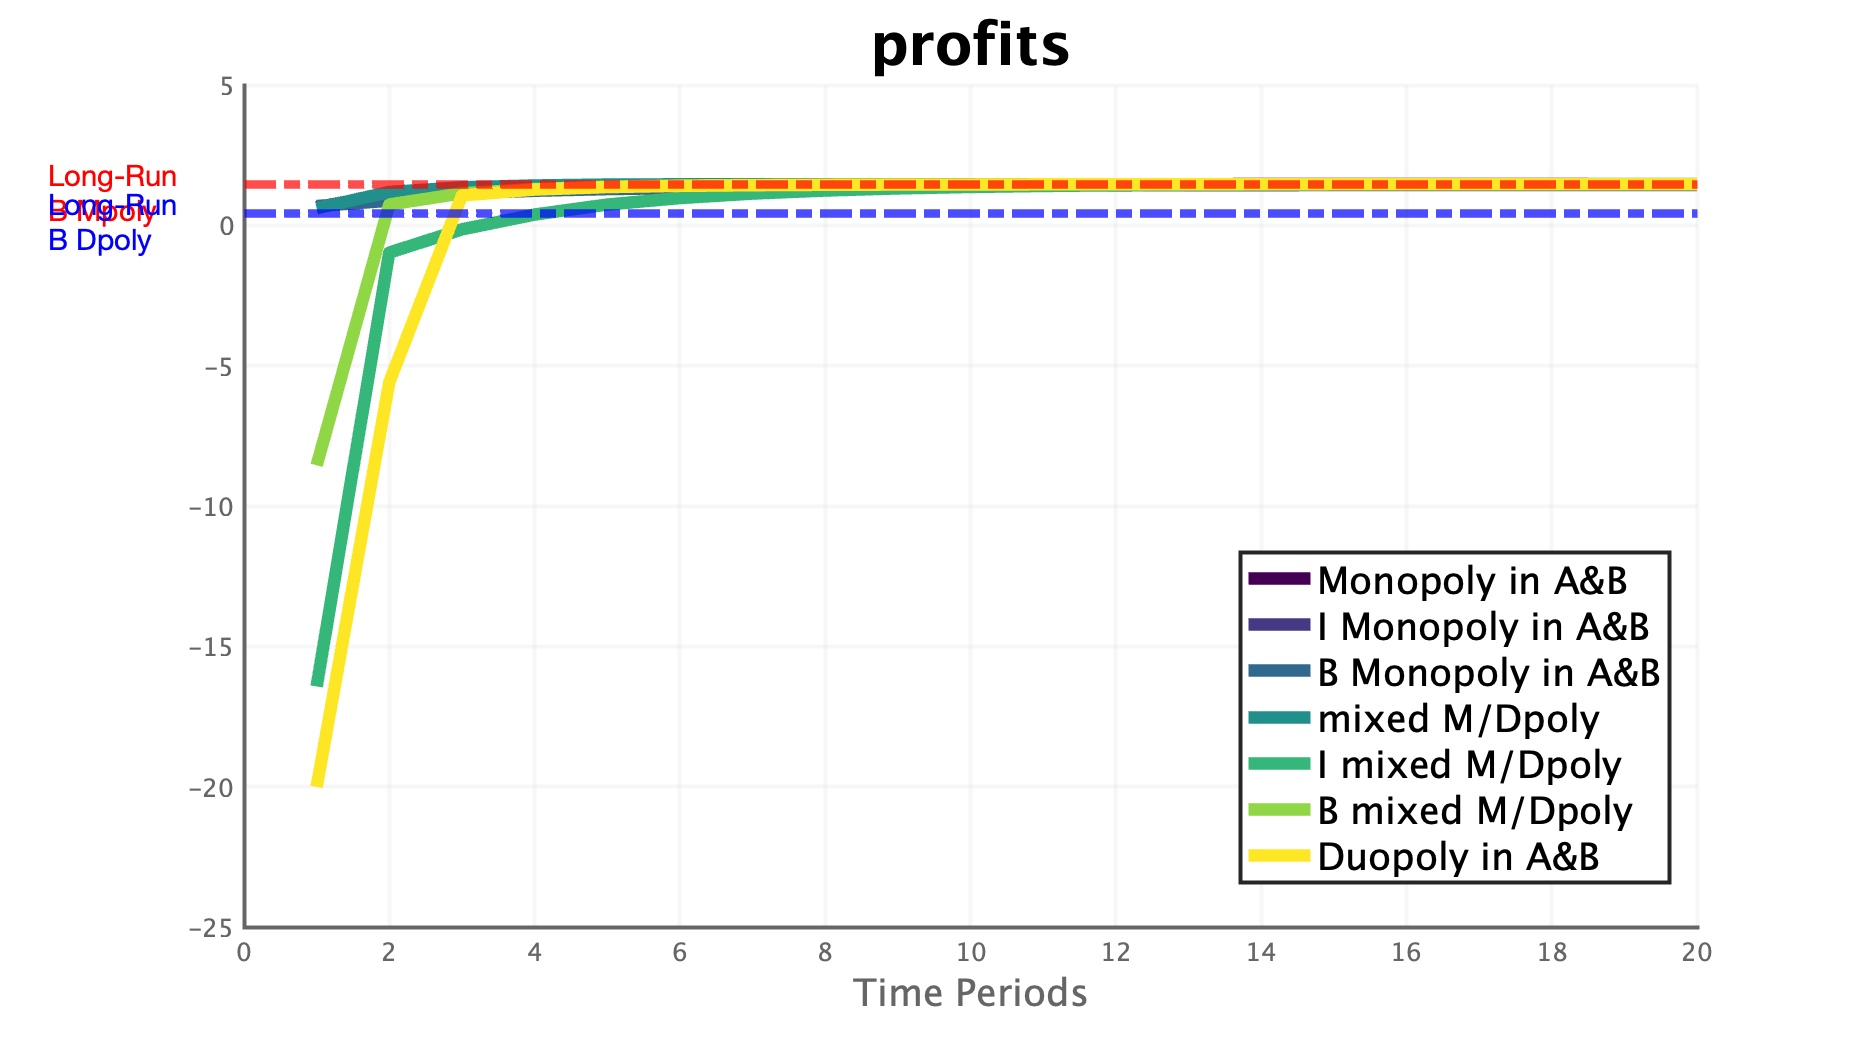 profits
5
0
−5
−10
−15
−20
−25
Long-Run
B Mpoly
Long-Run
B Dpoly
0 2 4 6 8 10 12 14 16 18 20
Time Periods
Monopoly in A&B
I Monopoly in A&B
B Monopoly in A&B
mixed M/Dpoly
I mixed M/Dpoly
B mixed M/Dpoly
Duopoly in A&B